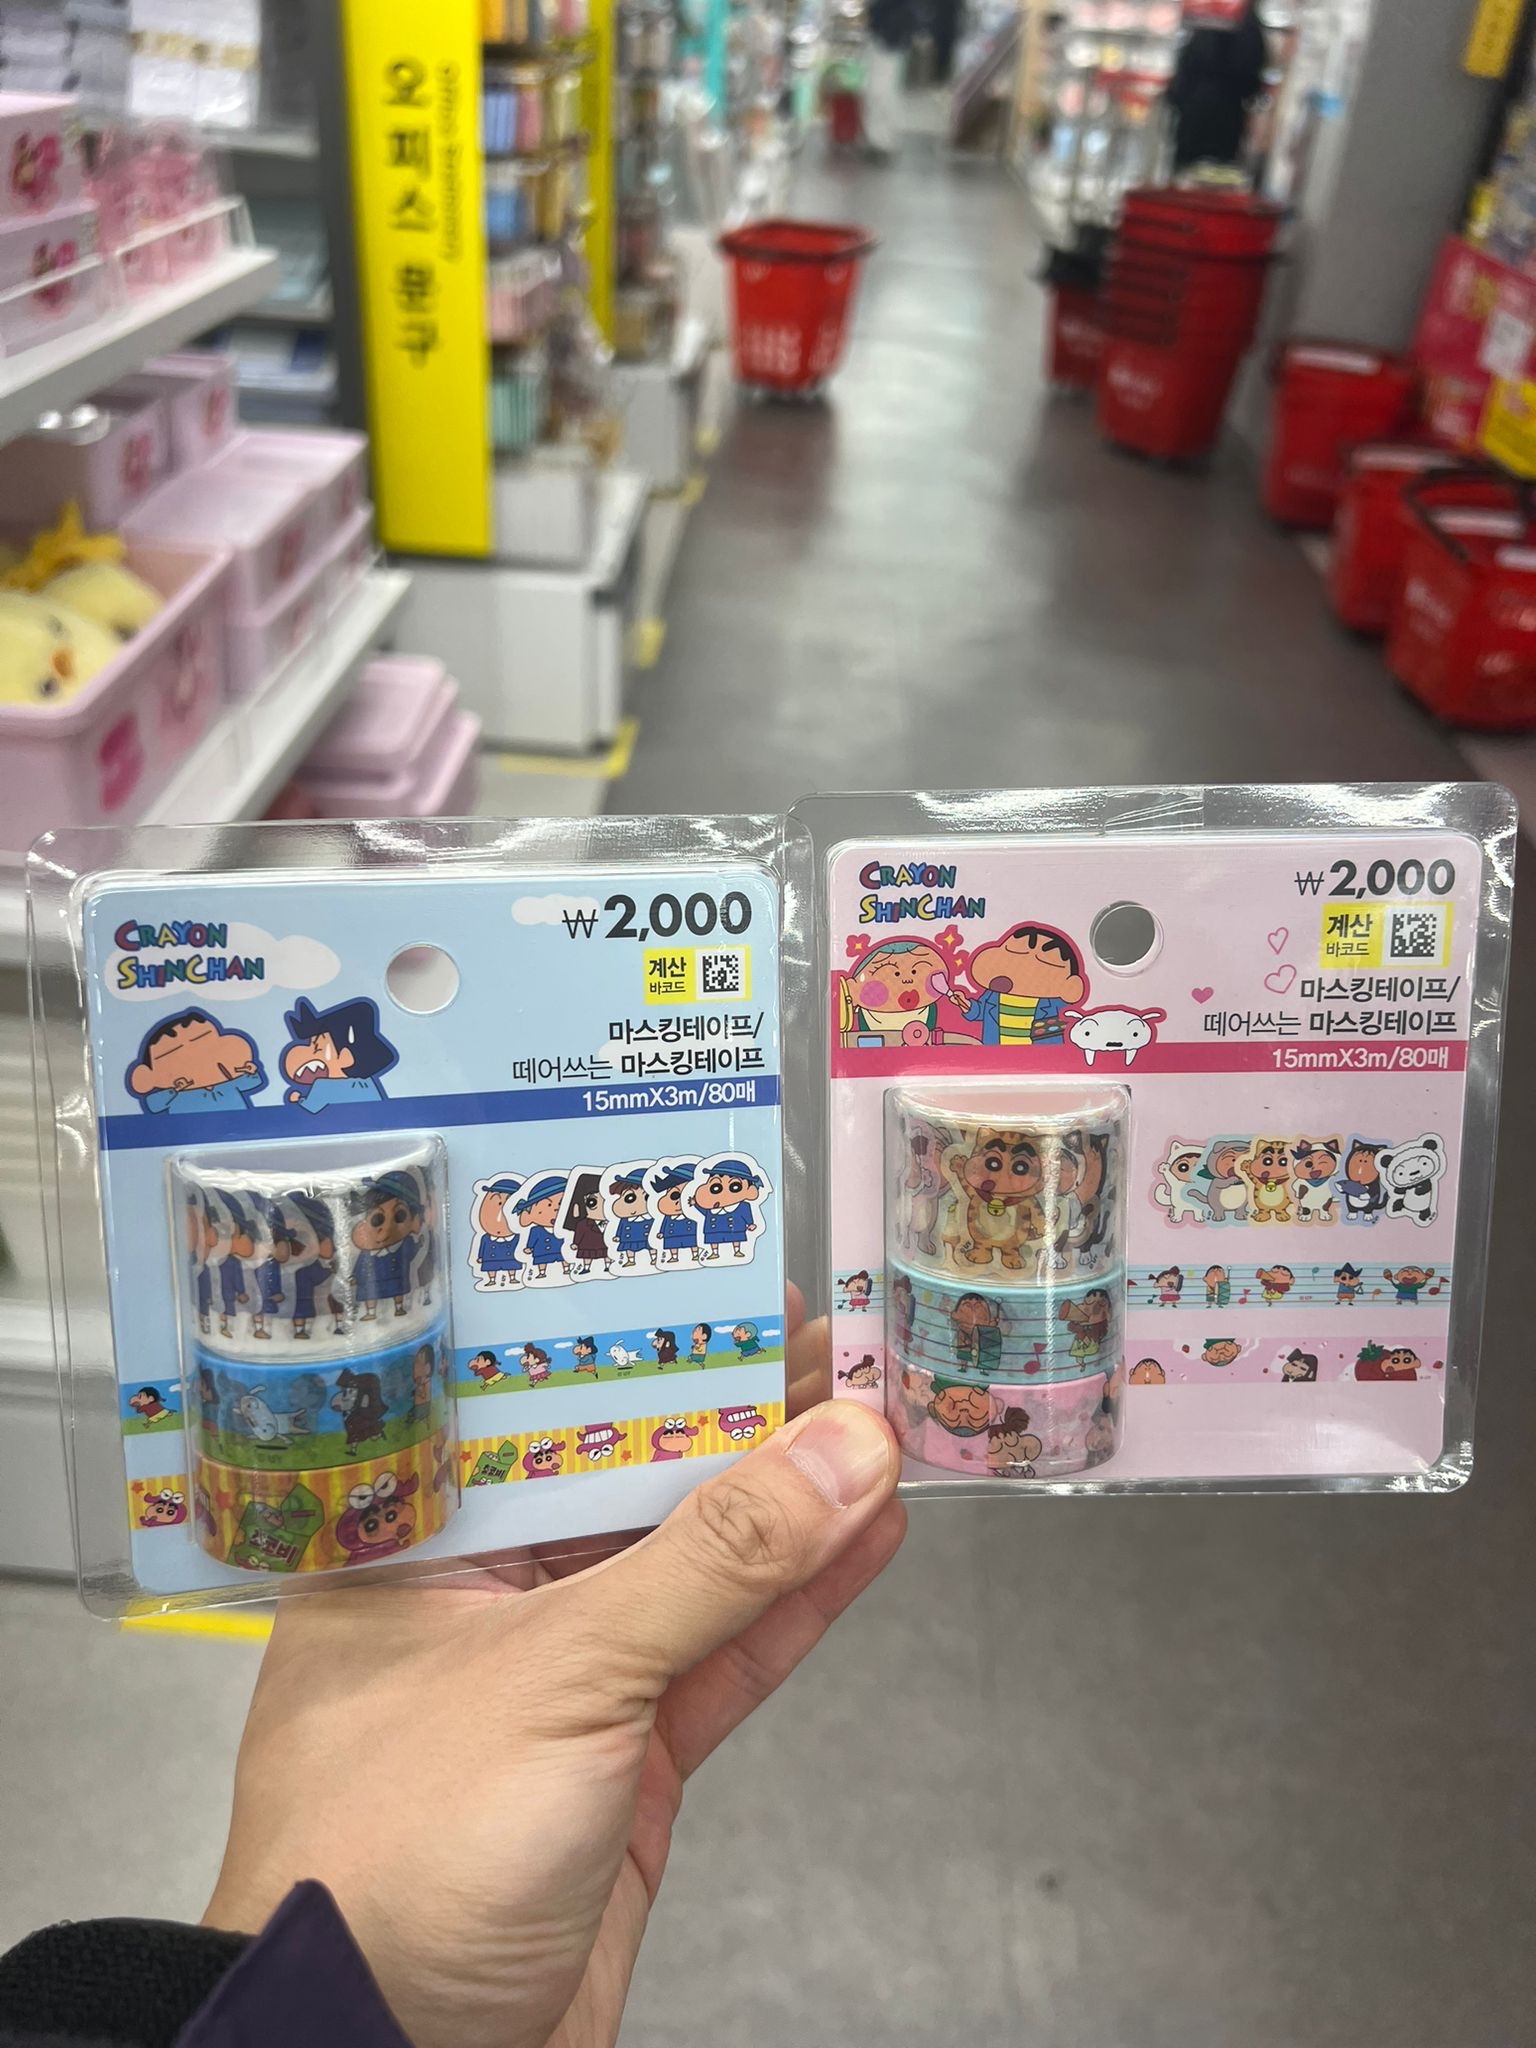 오피스 문구
CRAYON
SHINCHAN
₩2,000
계산
바코드
마스킹테이프/
떼어쓰는 마스킹테이프
15mmX3m/80매
초코비
CRAYON
SHINCHAN
₩2,000
계산
바코드
마스킹테이프/
떼어쓰는 마스킹테이프
15mmX3m/80매